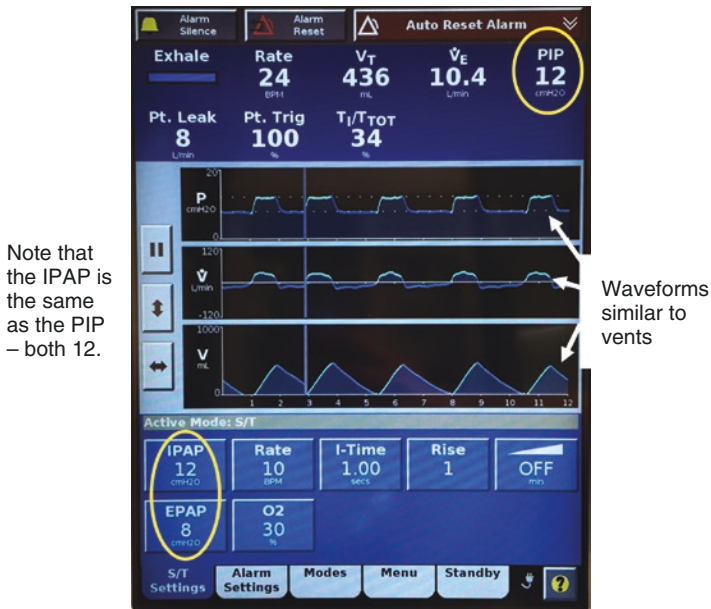 Alarm Silence
Alarm Reset
Auto Reset Alarm
Exhale
Rate
24
BPM
VT
436
mL
V̇E
10.4
L/min
PIP
12
cmH2O
Pt. Leak
8
L/min
Pt. Trig
100
%
TI/TTOT
34
%
20
P
cmH2O
0
120
V̇
L/min
-120
1000
V
mL
0
1 2 3 4 5 6 7 8 9 10 11 12
Note that
the IPAP is
the same
as the PIP
– both 12.
Waveforms
similar to
vents
Active Mode: S/T
IPAP
12
cmH2O
Rate
10
BPM
I-Time
1.00
secs
Rise
1
OFF
min
EPAP
8
cmH2O
O2
30
%
S/T
Settings
Alarm
Settings
Modes
Menu
Standby
?